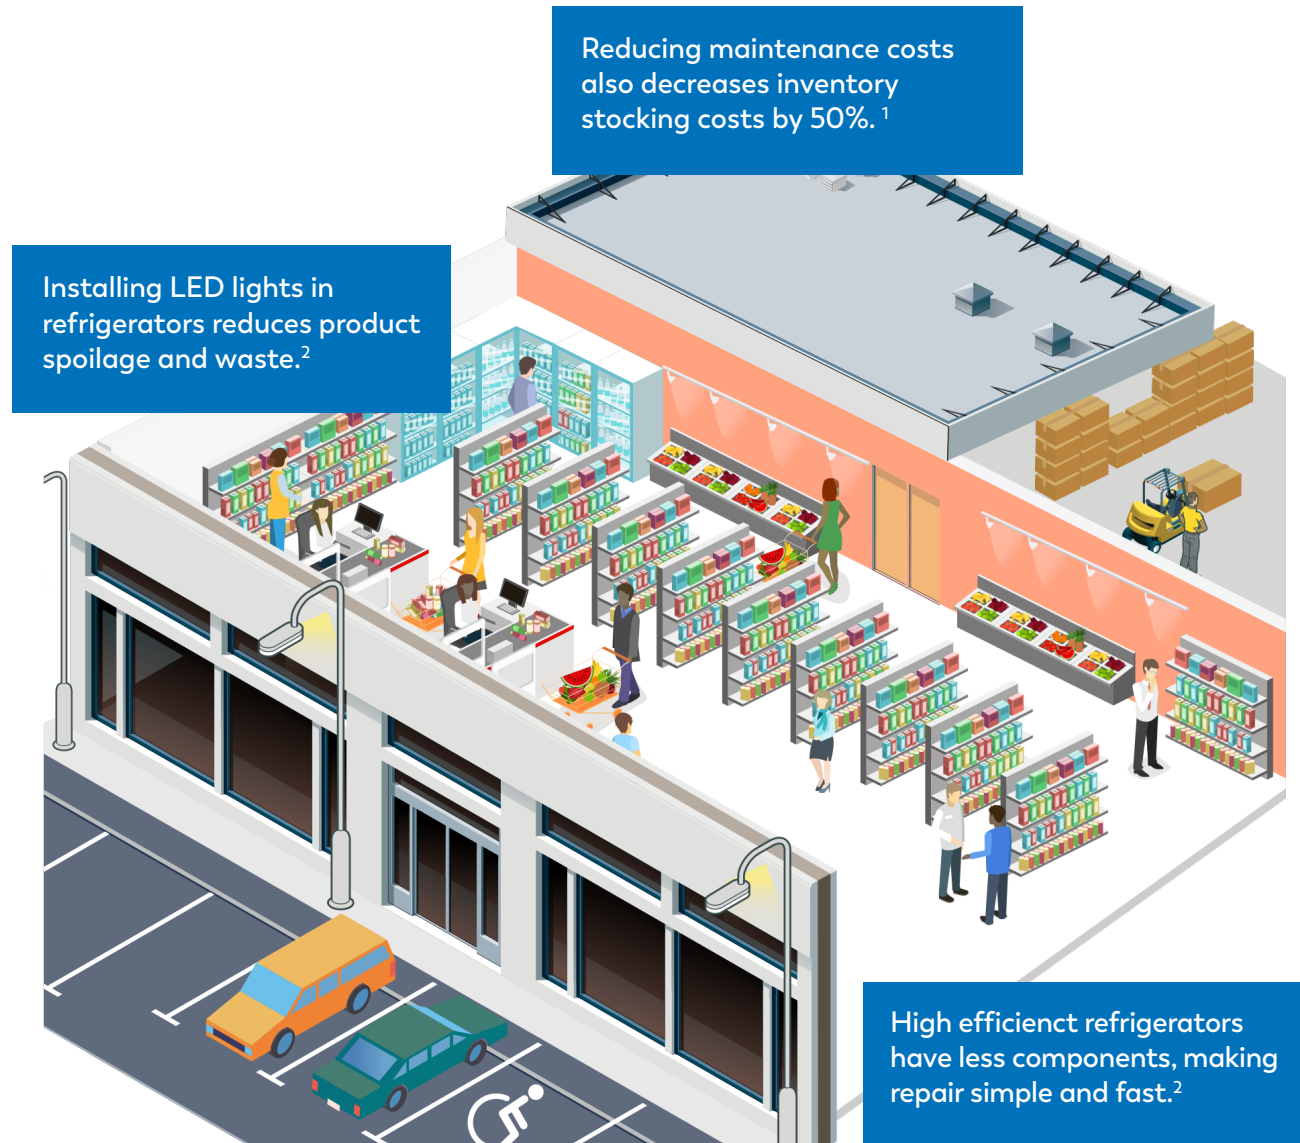 Reducing maintenance costs
also decreases inventory
stocking costs by 50%. ¹
Installing LED lights in
refrigerators reduces product
spoilage and waste.²
High efficienct refrigerators
have less components, making
repair simple and fast.²